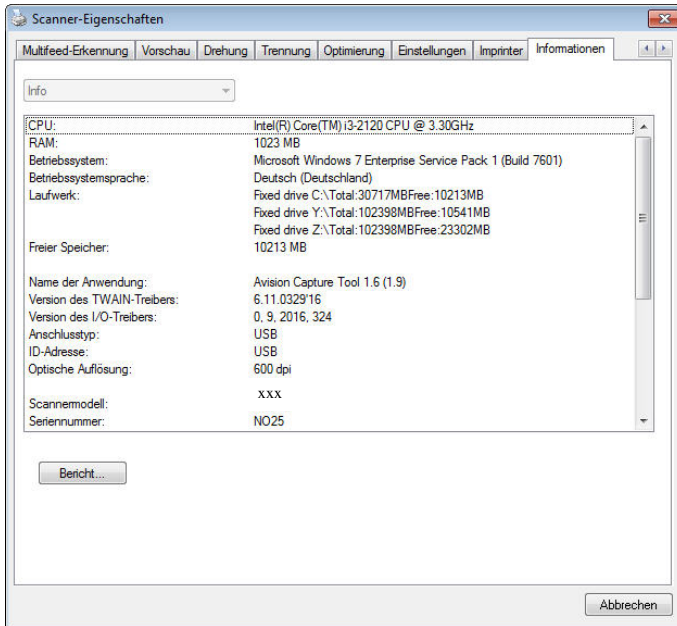 Scanner-Eigenschaften
Multifeed-Erkennung Vorschau Drehung Trennung Optimierung Einstellungen Imprinter Informationen
Info
CPU: Intel(R) Core(TM) i3-2120 CPU @ 3.30GHz
RAM: 1023 MB
Betriebssystem: Microsoft Windows 7 Enterprise Service Pack 1 (Build 7601)
Betriebssystemsprache: Deutsch (Deutschland)
Laufwerk: Fixed drive C:\Total:30717MBFree:10213MB
Fixed drive Y:\Total:102398MBFree:10541MB
Fixed drive Z:\Total:102398MBFree:23302MB
Freier Speicher: 10213 MB
Name der Anwendung: Avision Capture Tool 1.6 (1.9)
Version des TWAIN-Treibers: 6.11.0329'16
Version des I/O-Treibers: 0, 9, 2016, 324
Anschlusstyp: USB
ID-Adresse: USB
Optische Auflösung: 600 dpi
Scannermodell: xxx
Seriennummer: NO25
Bericht...
Abbrechen